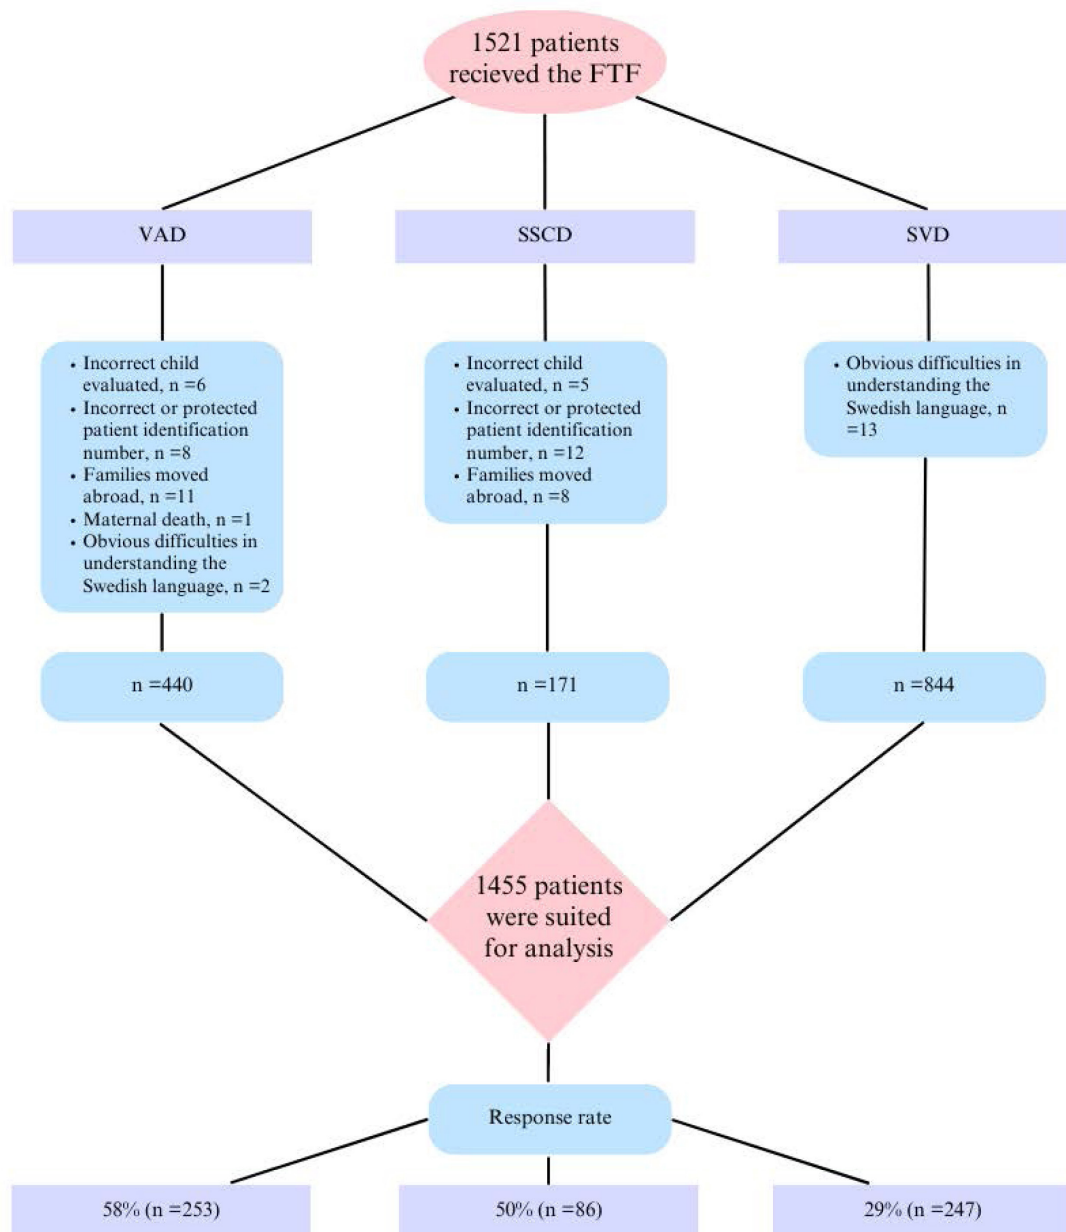 1521 patients
recieved the FTF
VAD
SSCD
SVD
• Incorrect child
evaluated, n =6
• Incorrect or protected
patient identification
number, n =8
• Families moved
abroad, n =11
• Maternal death, n =1
• Obvious difficulties in
understanding the
Swedish language, n =2
• Incorrect child
evaluated, n =5
• Incorrect or protected
patient identification
number, n =12
• Families moved
abroad, n =8
• Obvious difficulties in
understanding the
Swedish language, n
=13
n =440
n =171
n =844
1455 patients
were suited
for analysis
Response rate
58% (n =253)
50% (n =86)
29% (n =247)